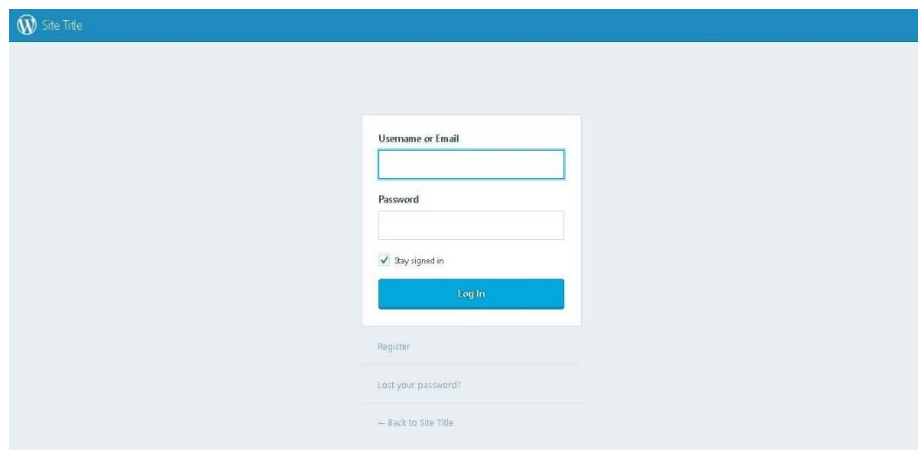 Site Title
Username or Email
Password
Stay signed in
Log In
Register
Lost your password?
← Back to Site Title